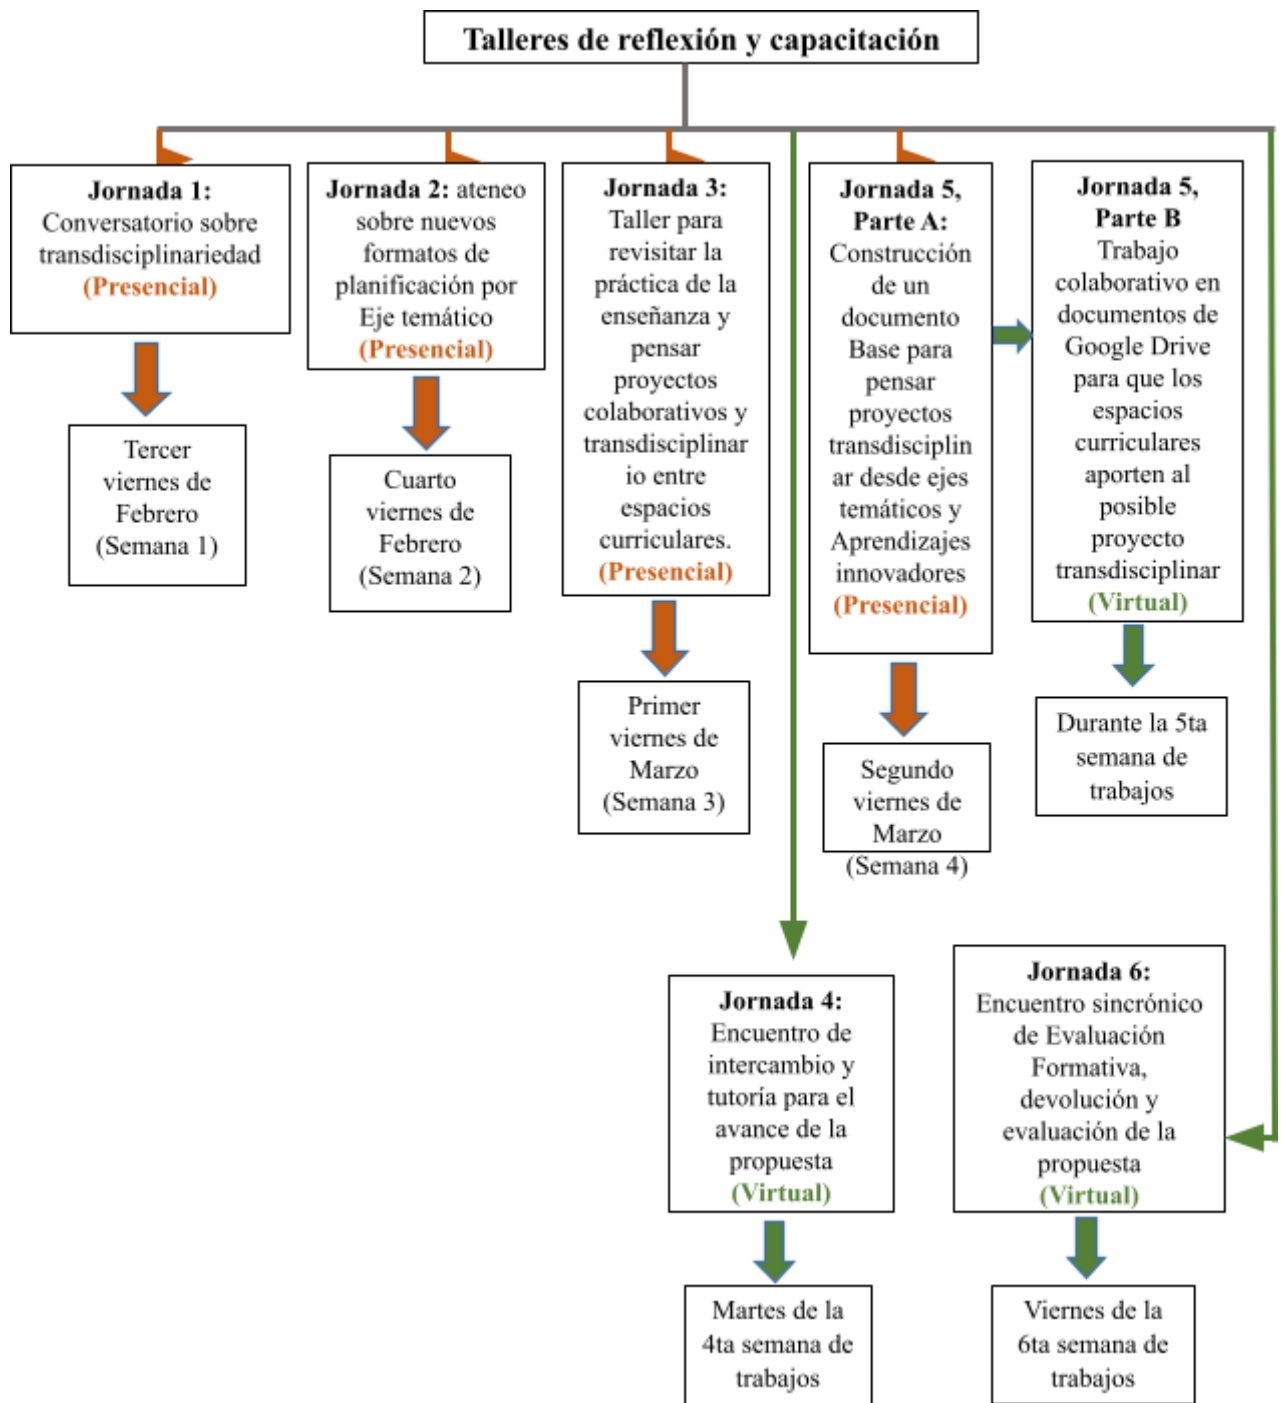 Talleres de reflexión y capacitación
Jornada 1:
Conversatorio sobre
transdisciplinariedad
(Presencial)
Tercer
viernes de
Febrero
(Semana 1)
Jornada 2: ateneo
sobre nuevos
formatos de
planificación por
Eje temático
(Presencial)
Cuarto
viernes de
Febrero
(Semana 2)
Jornada 3:
Taller para
revisitar la
práctica de la
enseñanza y
pensar
proyectos
colaborativos y
transdisciplinar
io entre
espacios
curriculares.
(Presencial)
Primer
viernes de
Marzo
(Semana 3)
Jornada 5,
Parte A:
Construcción
de un
documento
Base para
pensar
proyectos
transdisciplin
ar desde ejes
temáticos y
Aprendizajes
innovadores
(Presencial)
Segundo
viernes de
Marzo
(Semana 4)
Jornada 5,
Parte B
Trabajo
colaborativo en
documentos de
Google Drive
para que los
espacios
curriculares
aporten al
posible
proyecto
transdisciplinar
(Virtual)
Durante la 5ta
semana de
trabajos
Jornada 4:
Encuentro de
intercambio y
tutoría para el
avance de la
propuesta
(Virtual)
Martes de la
4ta semana de
trabajos
Jornada 6:
Encuentro sincrónico
de Evaluación
Formativa,
devolución y
evaluación de la
propuesta
(Virtual)
Viernes de la
6ta semana de
trabajos